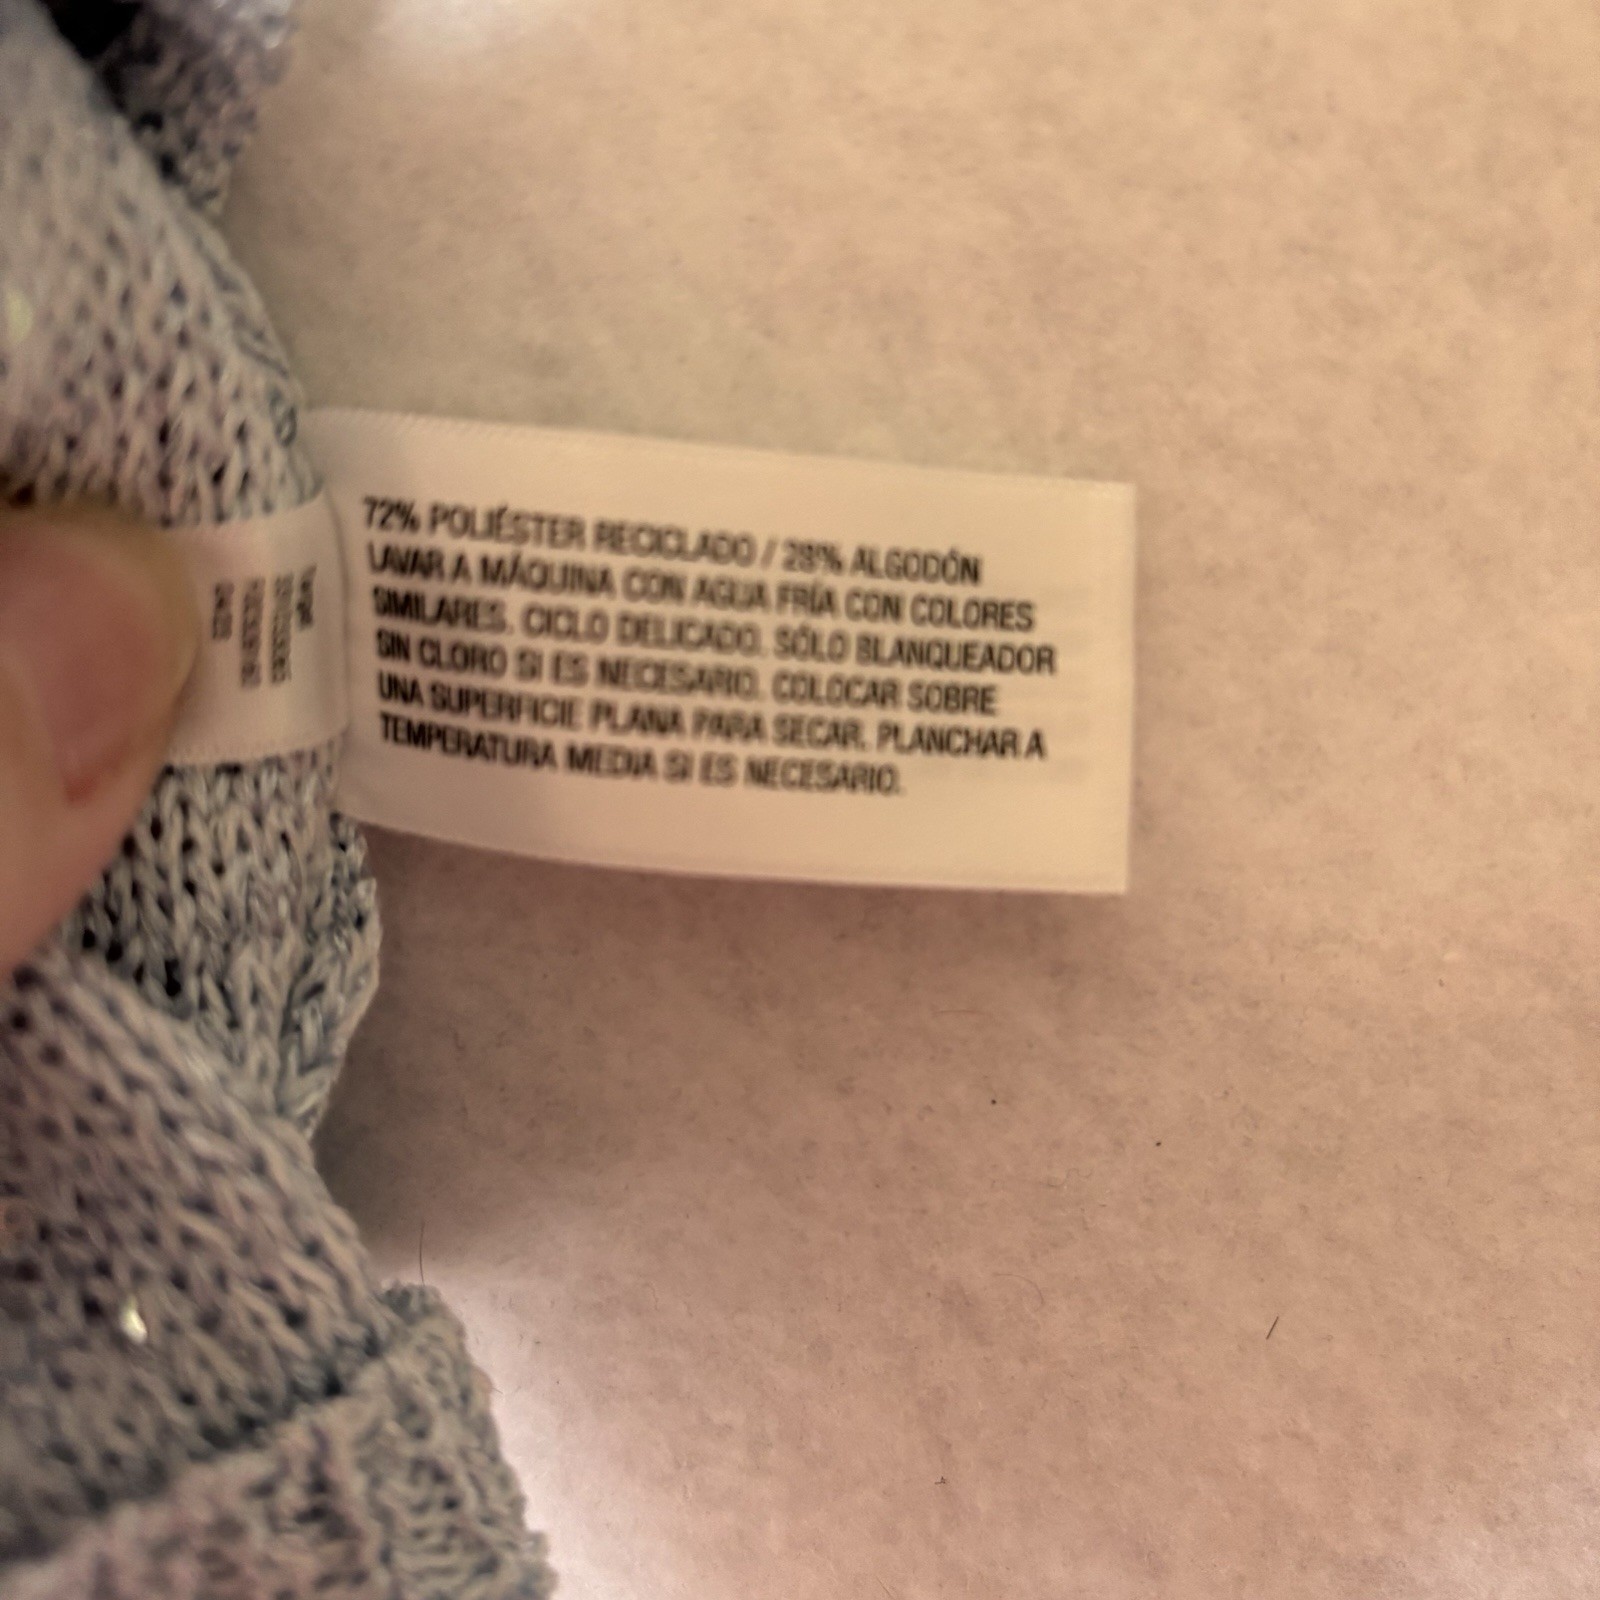 72% POLIÉSTER RECICLADO / 28% ALGODÓN
LAVAR A MÁQUINA CON AGUA FRÍA CON COLORES
SIMILARES. CICLO DELICADO. SÓLO BLANQUEADOR
SIN CLORO SI ES NECESARIO. COLOCAR SOBRE
UNA SUPERFICIE PLANA PARA SECAR. PLANCHAR A
TEMPERATURA MEDIA SI ES NECESARIO.
Target